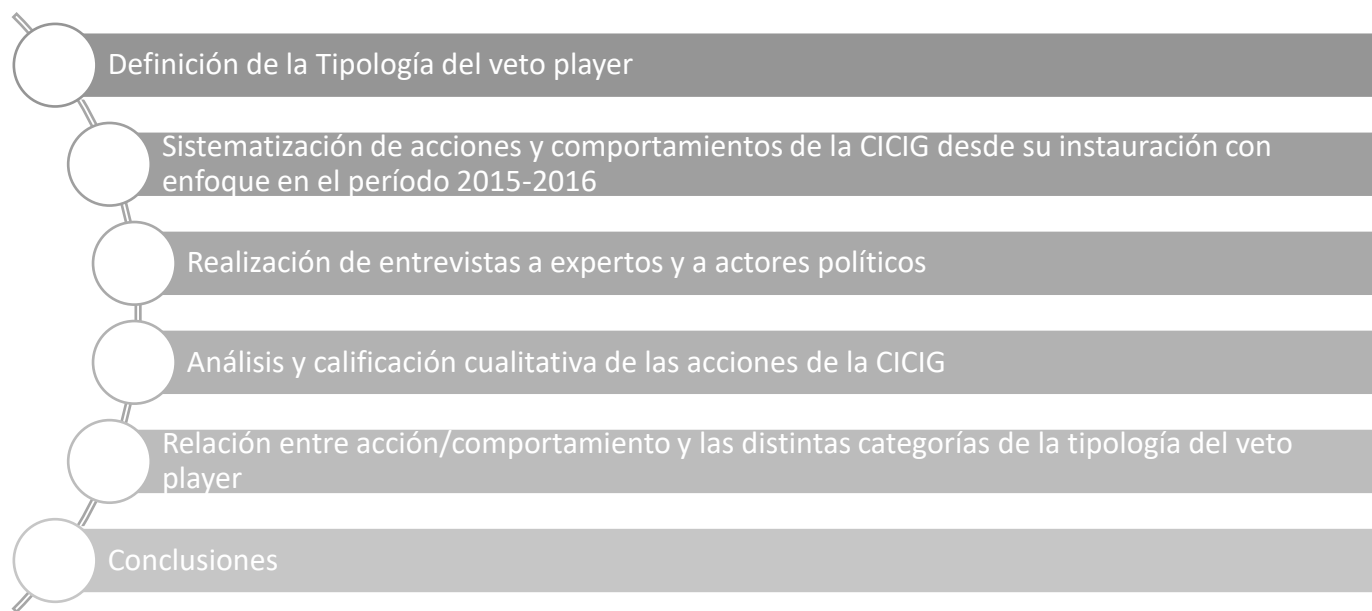 Definición de la Tipología del veto player
Sistematización de acciones y comportamientos de la CICIG desde su instauración con
enfoque en el período 2015-2016
Realización de entrevistas a expertos y a actores políticos
Análisis y calificación cualitativa de las acciones de la CICIG
Relación entre acción/comportamiento y las distintas categorías de la tipología del veto
player
Conclusiones